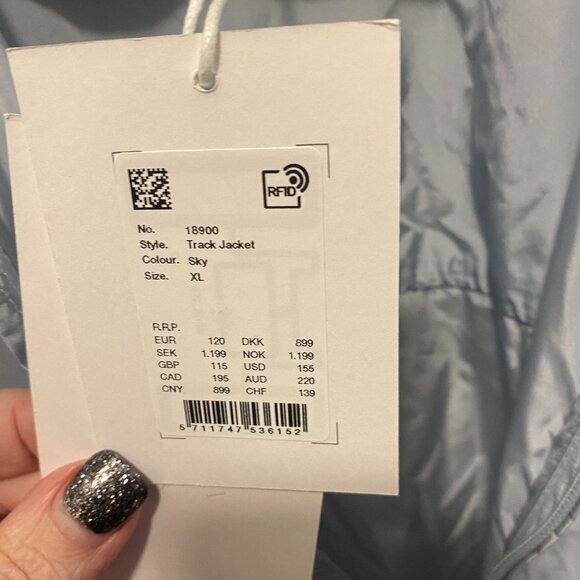 RFID
No. 18900
Style. Track Jacket
Colour. Sky
Size. XL
R.R.P.
EUR 120 DKK 899
SEK 1.199 NOK 1.199
GBP 115 USD 155
CAD 195 AUD 220
CNY 899 CHF 139
5 711747 536152